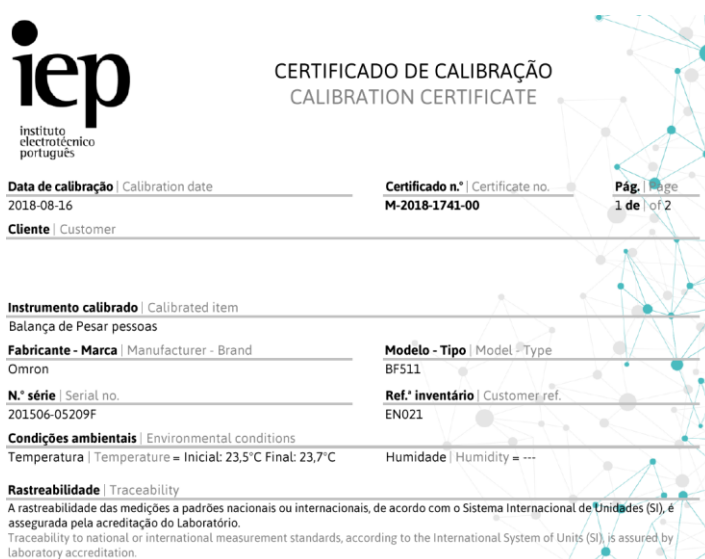 iep
instituto
electrotécnico
português
CERTIFICADO DE CALIBRAÇÃO
CALIBRATION CERTIFICATE
Data de calibração | Calibration date
Certificado n.° | Certificate no.
Pág. | Page
2018-08-16
M-2018-1741-00
1 de | of 2
Cliente | Customer
Instrumento calibrado | Calibrated item
Balança de Pesar pessoas
Fabricante - Marca | Manufacturer - Brand
Modelo - Tipo | Model - Type
Omron
BF511
N.° série | Serial no.
Ref.ª inventário | Customer ref.
201506-05209F
EN021
Condições ambientais | Environmental conditions
Temperatura | Temperature = Inicial: 23,5°C Final: 23,7°C
Humidade | Humidity = ---
Rastreabilidade | Traceability
A rastreabilidade das medições a padrões nacionais ou internacionais, de acordo com o Sistema Internacional de Unidades (SI), é
assegurada pela acreditação do Laboratório.
Traceability to national or international measurement standards, according to the International System of Units (SI), is assured by
laboratory accreditation.